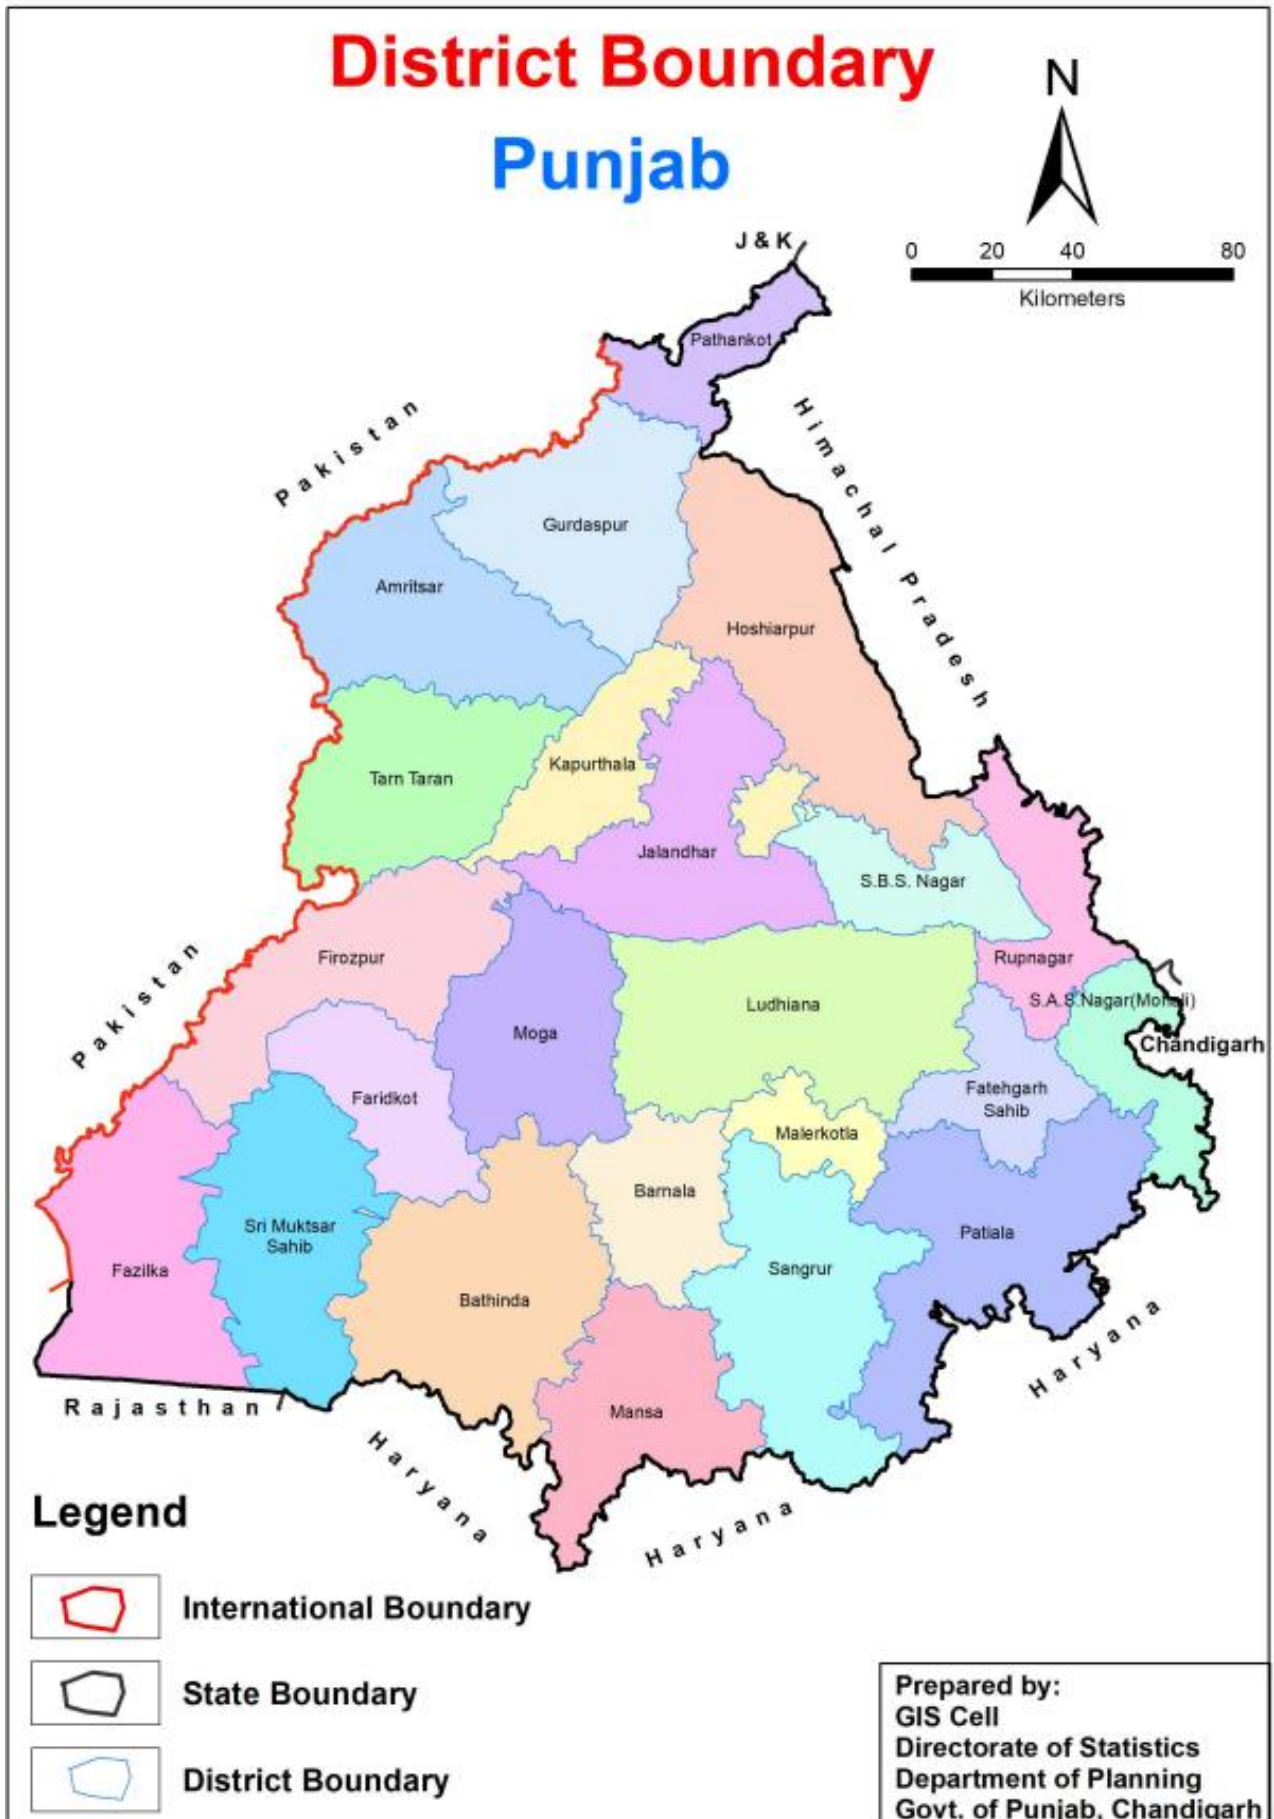 District Boundary
Punjab
N
J & K
0 20 40 80
Kilometers
Pathankot
Pakistan
Himachal Pradesh
Gurdaspur
Amritsar
Hoshiarpur
Kapurthala
Tarn Taran
Jalandhar
S.B.S. Nagar
Pakistan
Firozpur
Rupnagar
S.A.S.Nagar(Mohali)
Ludhiana
Moga
Chandigarh
Faridkot
Fatehgarh
Sahib
Malerkotla
Barnala
Sri Muktsar
Sahib
Patiala
Fazilka
Sangrur
Bathinda
Haryana
Rajasthan
Mansa
Haryana
Haryana
Legend
International Boundary
State Boundary
District Boundary
Prepared by:
GIS Cell
Directorate of Statistics
Department of Planning
Govt. of Punjab, Chandigarh